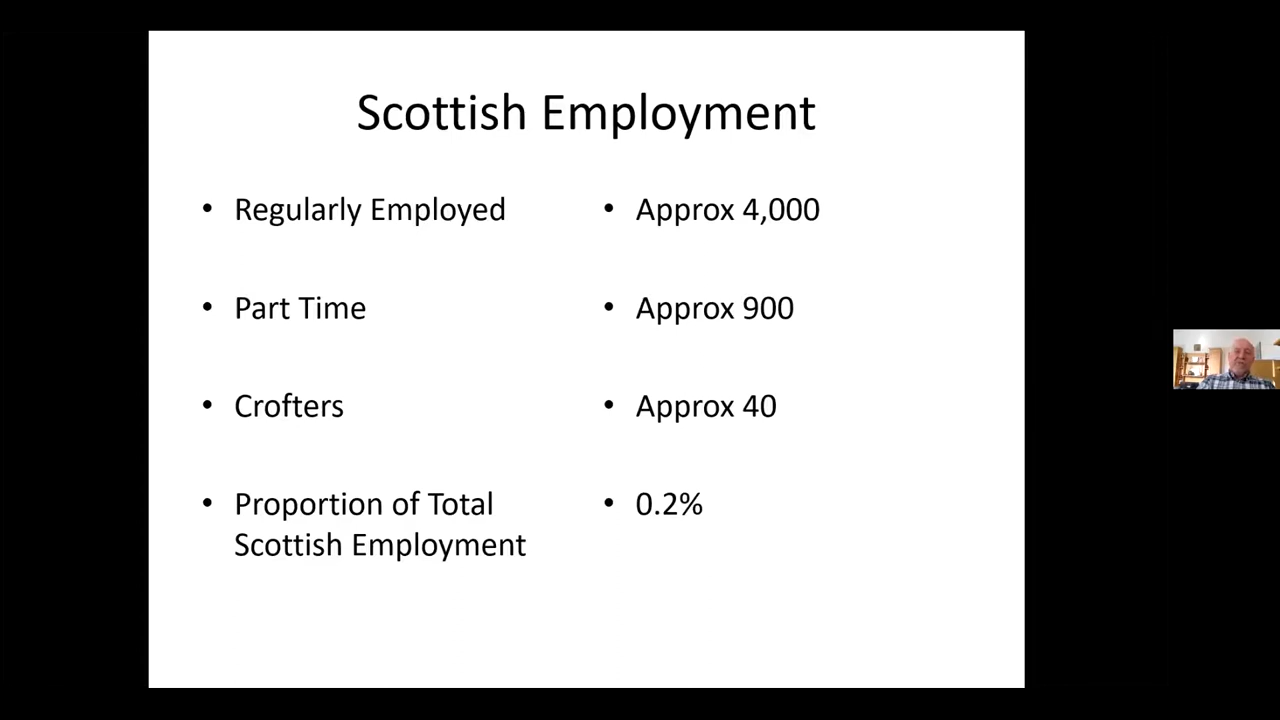 Scottish Employment
• Regularly Employed
• Approx 4,000
• Part Time
• Approx 900
• Crofters
• Approx 40
• Proportion of Total
Scottish Employment
• 0.2%